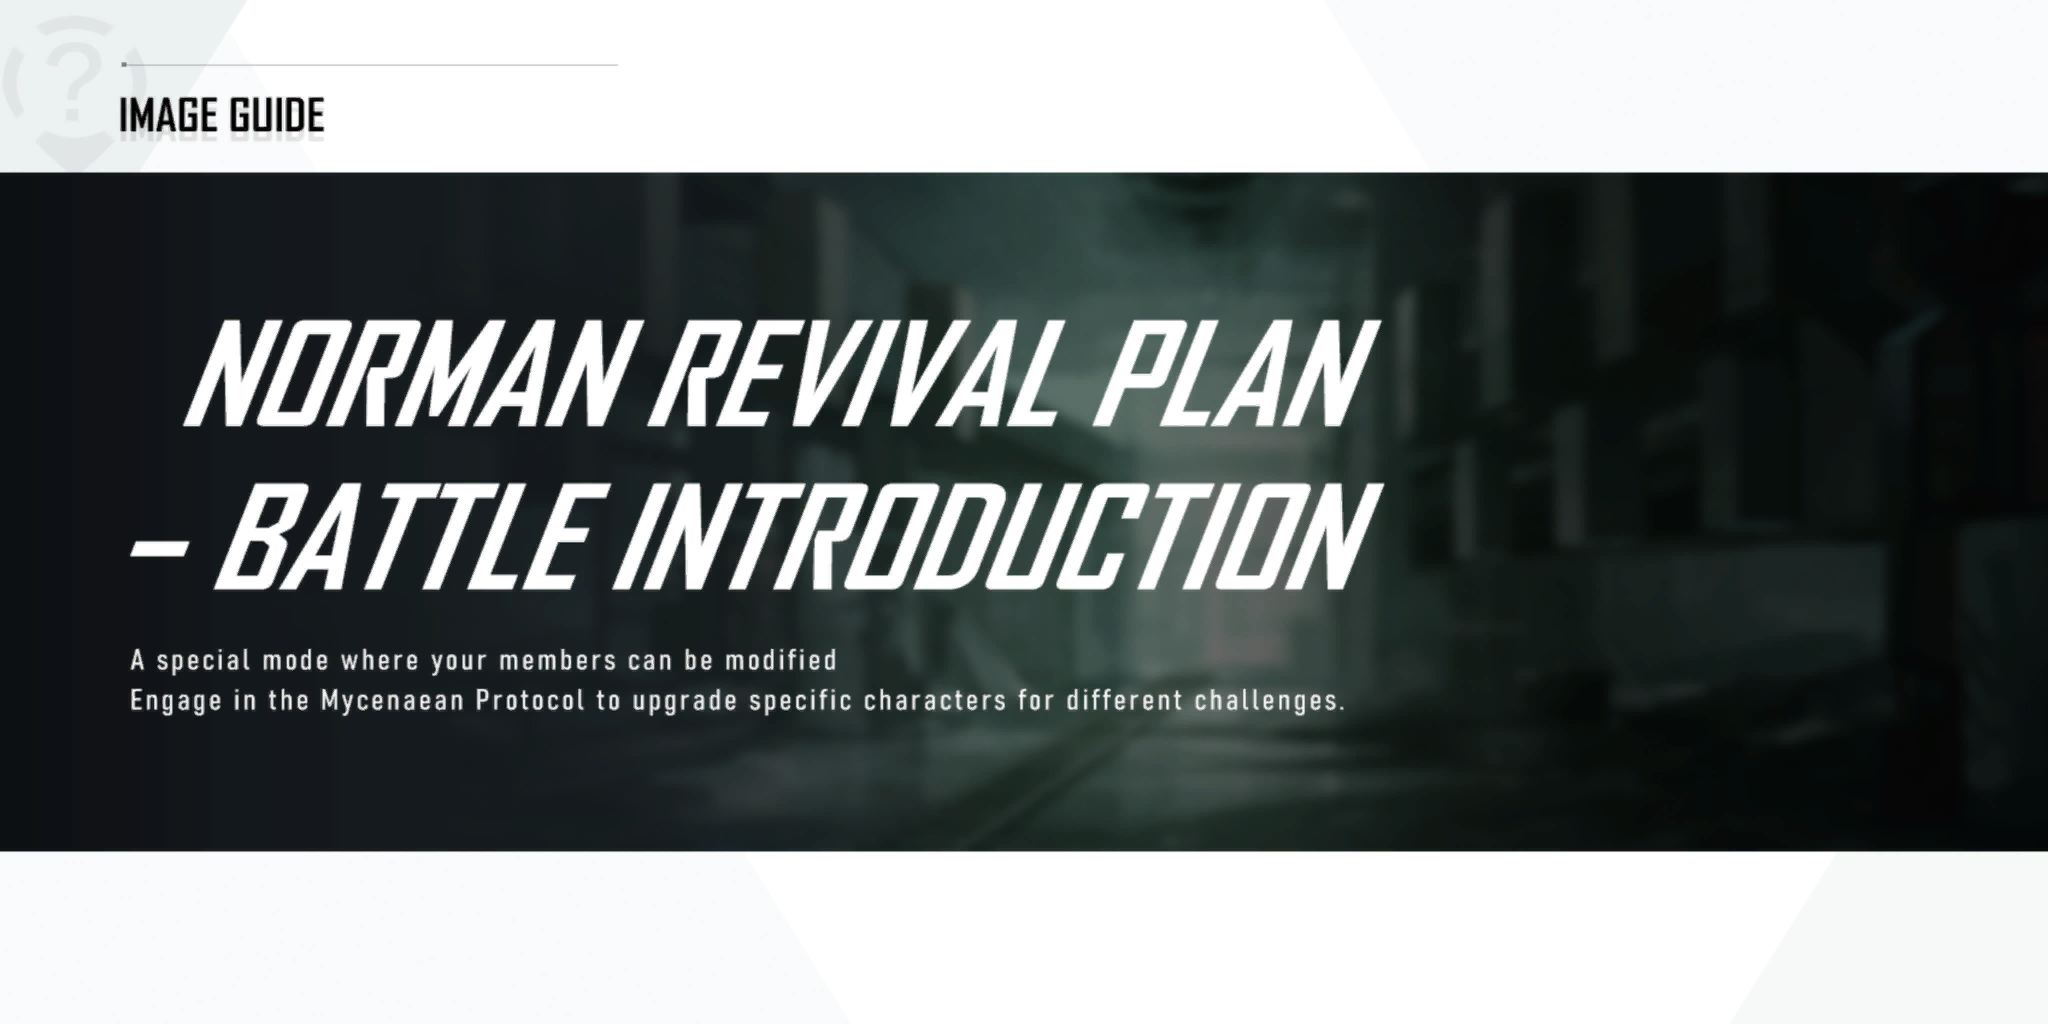 IMAGE GUIDE
NORMAN REVIVAL PLAN
– BATTLE INTRODUCTION
A special mode where your members can be modified
Engage in the Mycenaean Protocol to upgrade specific characters for different challenges.